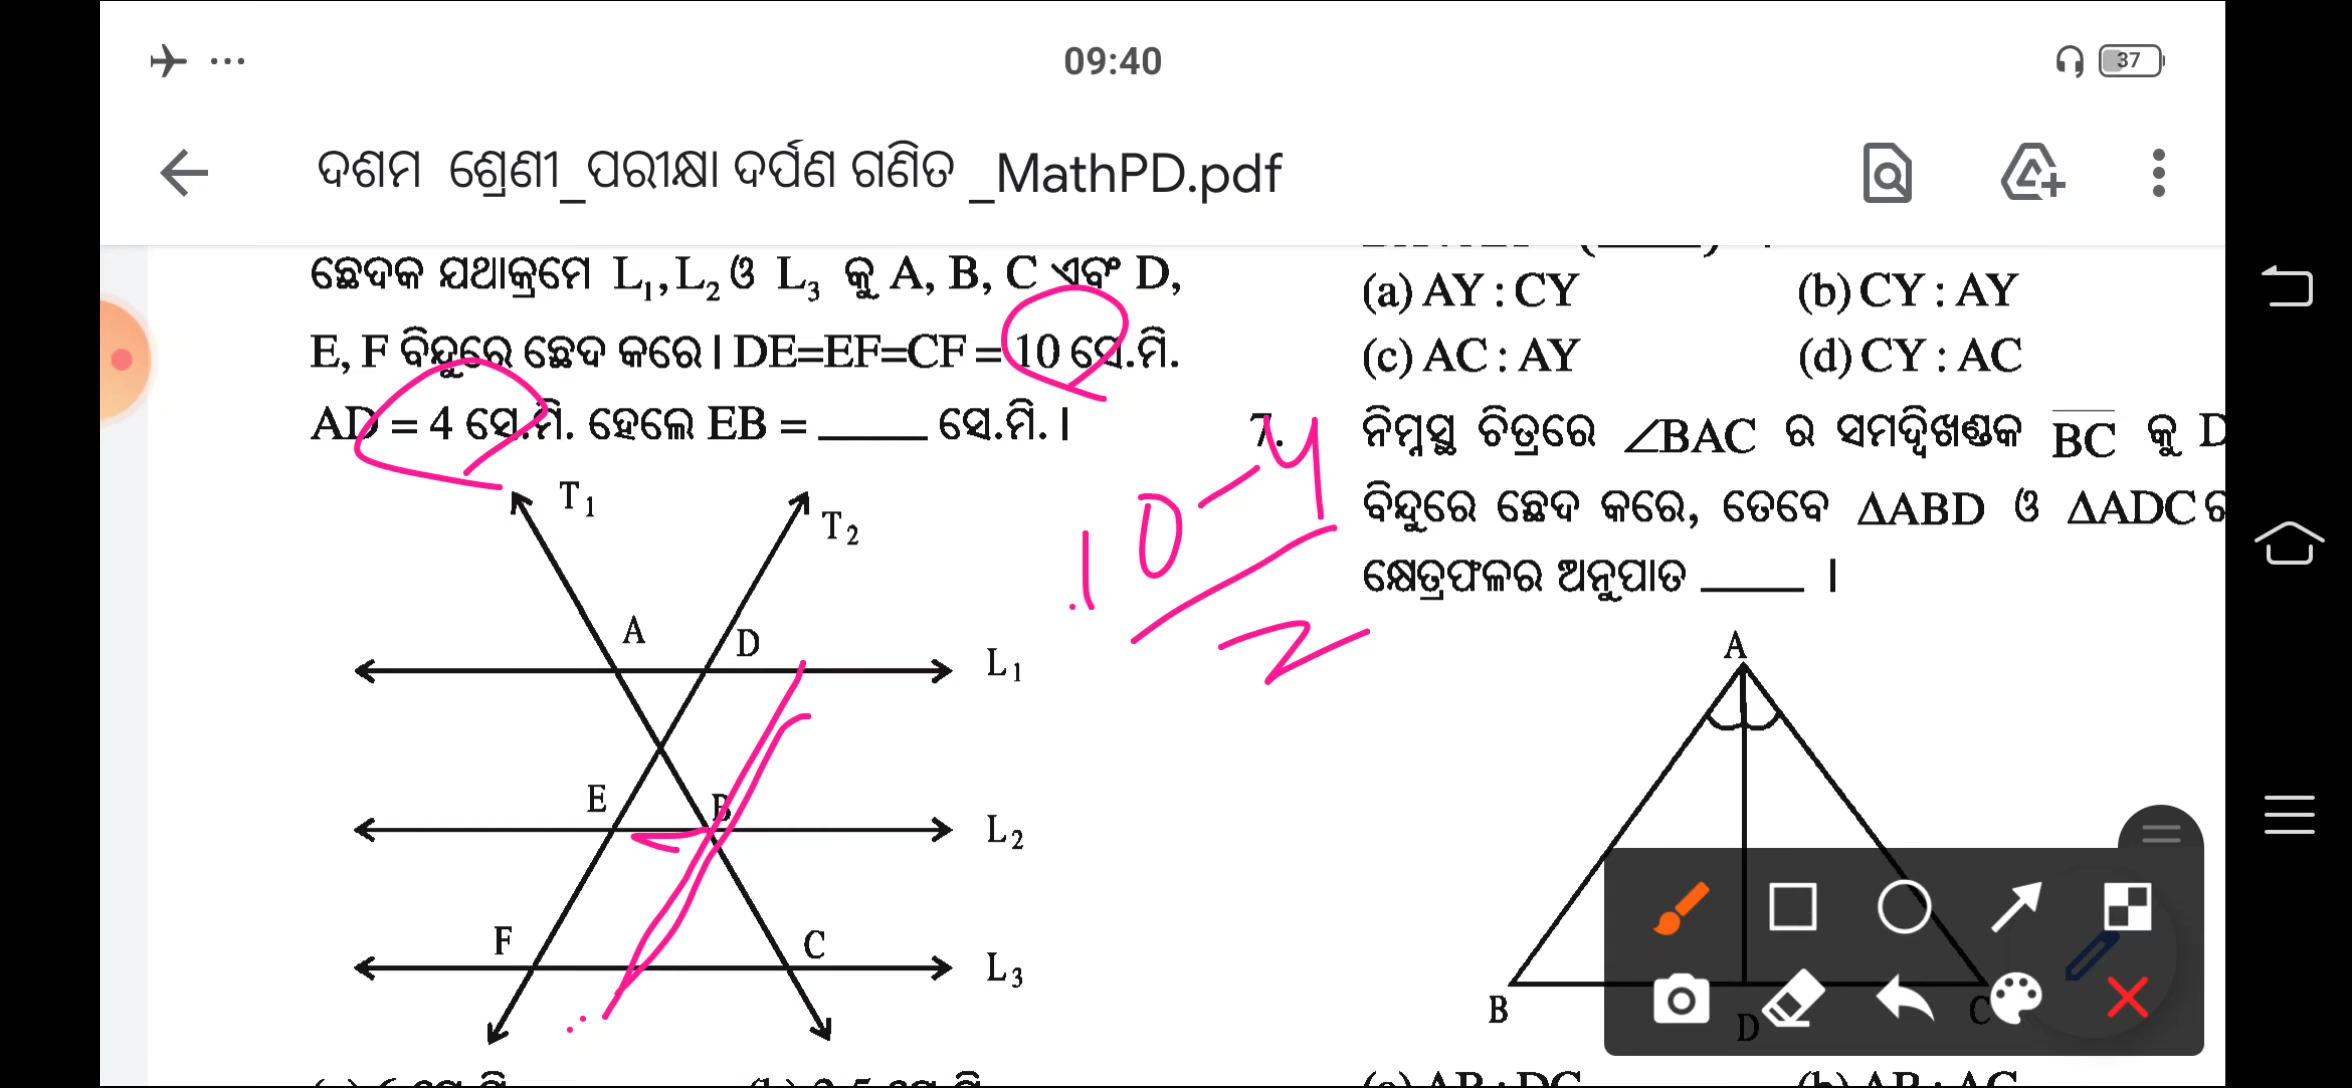 09:40
37
ଦଶମ ଶ୍ରେଣୀ_ପରୀକ୍ଷା ଦର୍ପଣ ଗଣିତ _MathPD.pdf
ଛେଦକ ଯଥାକ୍ରମେ L₁, L₂ ଓ L₃ କୁ A, B, C ଏବଂ D,
E, F ବିନ୍ଦୁରେ ଛେଦ କରେ । DE=EF=CF = 10 ସେ.ମି.
AD = 4 ସେ.ମି. ହେଲେ EB = _____ ସେ.ମି. ।
T₁
T₂
A
D
L₁
E
B
L₂
F
C
L₃
10-4
2
(a) AY : CY
(b) CY : AY
(c) AC : AY
(d) CY : AC
7. ନିମ୍ନସ୍ଥ ଚିତ୍ରରେ ∠BAC ର ସମଦ୍ୱିଖଣ୍ଡକ BC କୁ D
ବିନ୍ଦୁରେ ଛେଦ କରେ, ତେବେ ΔABD ଓ ΔADC ର
କ୍ଷେତ୍ରଫଳର ଅନୁପାତ _____ ।
A
B
D
C